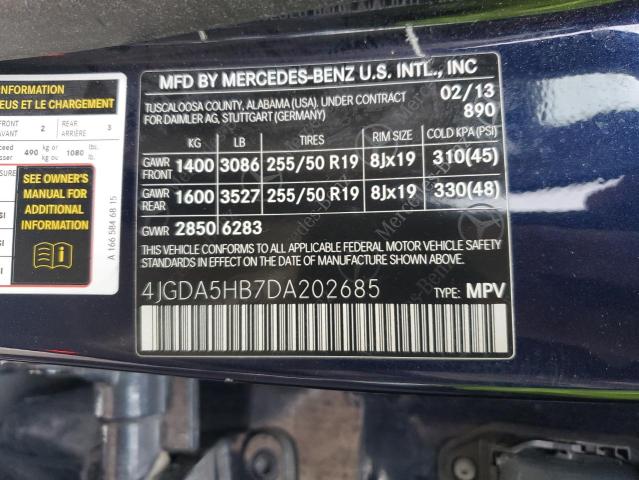 INFORMATION
EUS ET LE CHARGEMENT
FRONT
AVANT
2
REAR
ARRIÈRE
3
490 kg or 1080 lbs.
kg ou lb.
SEE OWNER'S
MANUAL FOR
ADDITIONAL
INFORMATION
A 166 584 68 15
MFD BY MERCEDES-BENZ U.S. INTL., INC
TUSCALOOSA COUNTY, ALABAMA (USA). UNDER CONTRACT
FOR DAIMLER AG, STUTTGART (GERMANY)
02/13
890
KG LB TIRES RIM SIZE COLD KPA (PSI)
GAWR FRONT 1400 3086 255/50 R19 8Jx19 310(45)
GAWR REAR 1600 3527 255/50 R19 8Jx19 330(48)
GVWR 2850 6283
THIS VEHICLE CONFORMS TO ALL APPLICABLE FEDERAL MOTOR VEHICLE SAFETY
STANDARDS IN EFFECT ON THE DATE OF MANUFACTURE SHOWN ABOVE
4JGDA5HB7DA202685
TYPE: MPV